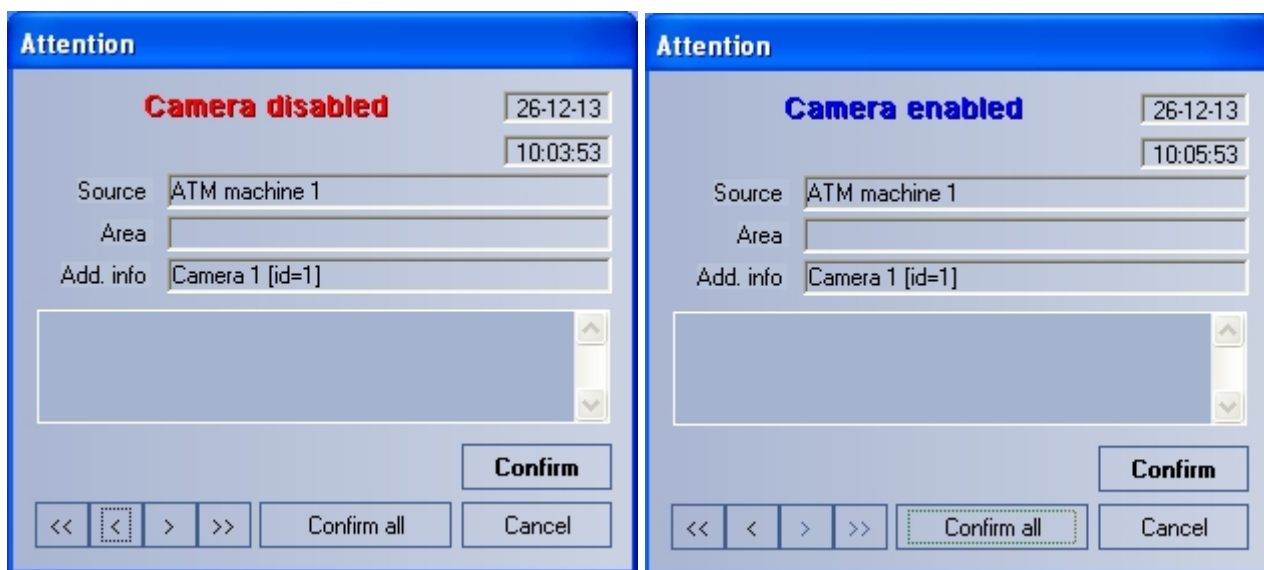 Attention
Camera disabled 26-12-13
10:03:53
Source ATM machine 1
Area
Add. info Camera 1 [id=1]
Confirm
<< < > >> Confirm all Cancel
Attention
Camera enabled 26-12-13
10:05:53
Source ATM machine 1
Area
Add. info Camera 1 [id=1]
Confirm
<< < > >> Confirm all Cancel